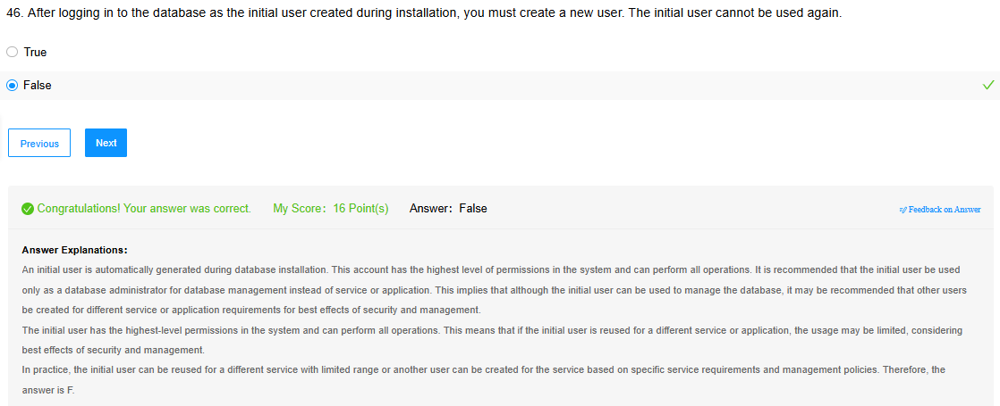 46. After logging in to the database as the initial user created during installation, you must create a new user. The initial user cannot be used again.
True
False
Previous
Next
Congratulations! Your answer was correct. My Score: 16 Point(s) Answer: False
Feedback on Answer
Answer Explanations:
An initial user is automatically generated during database installation. This account has the highest level of permissions in the system and can perform all operations. It is recommended that the initial user be used
only as a database administrator for database management instead of service or application. This implies that although the initial user can be used to manage the database, it may be recommended that other users
be created for different service or application requirements for best effects of security and management.
The initial user has the highest-level permissions in the system and can perform all operations. This means that if the initial user is reused for a different service or application, the usage may be limited, considering
best effects of security and management.
In practice, the initial user can be reused for a different service with limited range or another user can be created for the service based on specific service requirements and management policies. Therefore, the
answer is F.